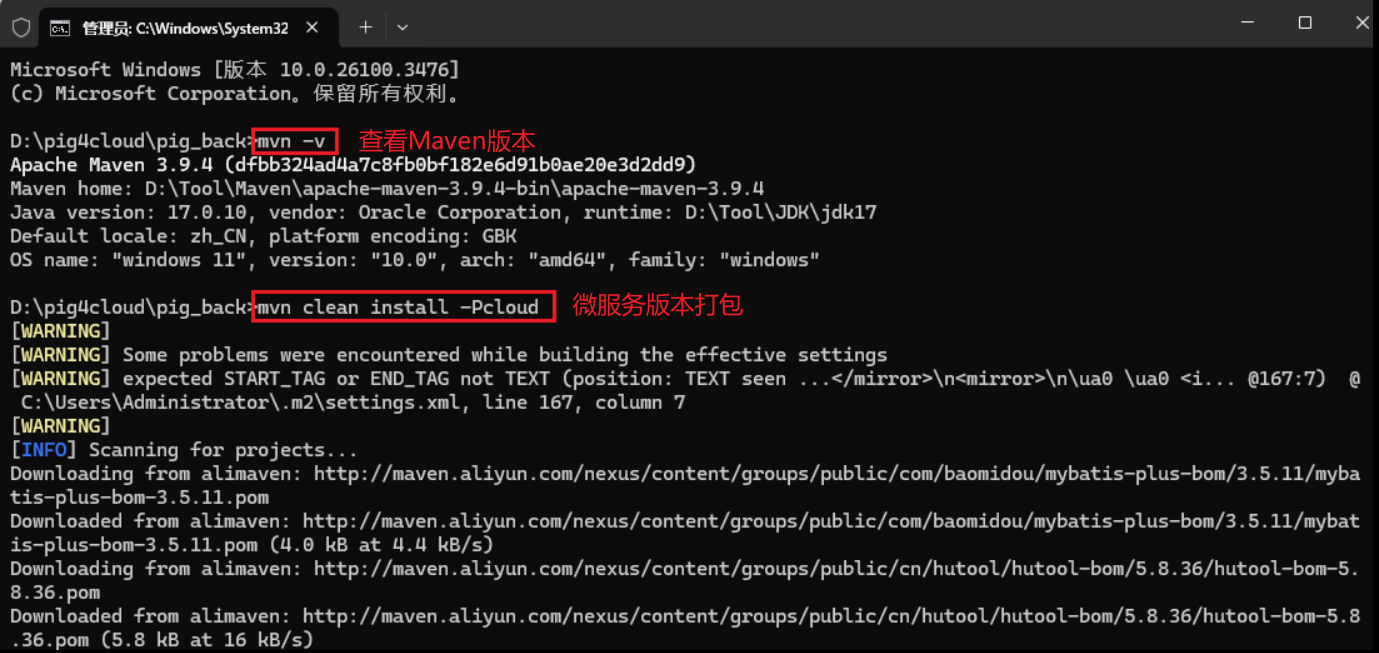 管理员: C:\Windows\System32
Microsoft Windows [版本 10.0.26100.3476]
(c) Microsoft Corporation。保留所有权利。
D:\pig4cloud\pig_back>mvn -v 查看Maven版本
Apache Maven 3.9.4 (dfbb324ad4a7c8fb0bf182e6d91b0ae20e3d2dd9)
Maven home: D:\Tool\Maven\apache-maven-3.9.4-bin\apache-maven-3.9.4
Java version: 17.0.10, vendor: Oracle Corporation, runtime: D:\Tool\JDK\jdk17
Default locale: zh_CN, platform encoding: GBK
OS name: "windows 11", version: "10.0", arch: "amd64", family: "windows"
D:\pig4cloud\pig_back>mvn clean install -Pcloud 微服务版本打包
[WARNING]
[WARNING] Some problems were encountered while building the effective settings
[WARNING] expected START_TAG or END_TAG not TEXT (position: TEXT seen ...</mirror>\n<mirror>\n\ua0 \ua0 <i... @167:7)  @
C:\Users\Administrator\.m2\settings.xml, line 167, column 7
[WARNING]
[INFO] Scanning for projects...
Downloading from alimaven: http://maven.aliyun.com/nexus/content/groups/public/com/baomidou/mybatis-plus-bom/3.5.11/myba
tis-plus-bom-3.5.11.pom
Downloaded from alimaven: http://maven.aliyun.com/nexus/content/groups/public/com/baomidou/mybatis-plus-bom/3.5.11/mybat
is-plus-bom-3.5.11.pom (4.0 kB at 4.4 kB/s)
Downloading from alimaven: http://maven.aliyun.com/nexus/content/groups/public/cn/hutool/hutool-bom/5.8.36/hutool-bom-5.
8.36.pom
Downloaded from alimaven: http://maven.aliyun.com/nexus/content/groups/public/cn/hutool/hutool-bom/5.8.36/hutool-bom-5.8
.36.pom (5.8 kB at 16 kB/s)